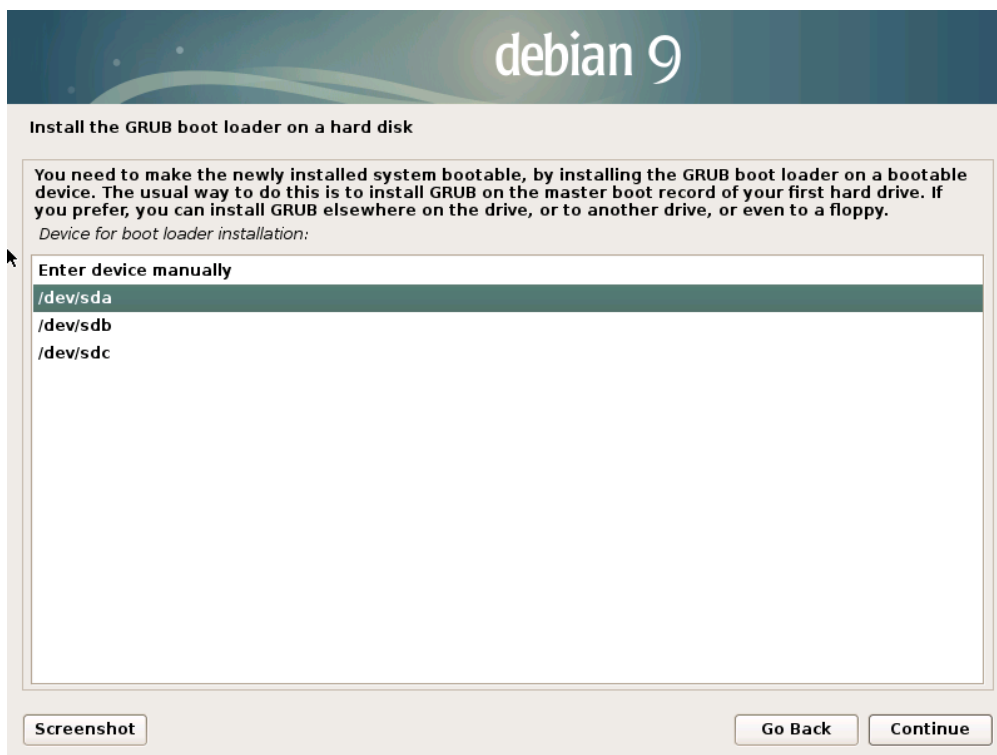 debian 9
Install the GRUB boot loader on a hard disk
You need to make the newly installed system bootable, by installing the GRUB boot loader on a bootable
device. The usual way to do this is to install GRUB on the master boot record of your first hard drive. If
you prefer, you can install GRUB elsewhere on the drive, or to another drive, or even to a floppy.
Device for boot loader installation:
Enter device manually
/dev/sda
/dev/sdb
/dev/sdc
Screenshot
Go Back
Continue